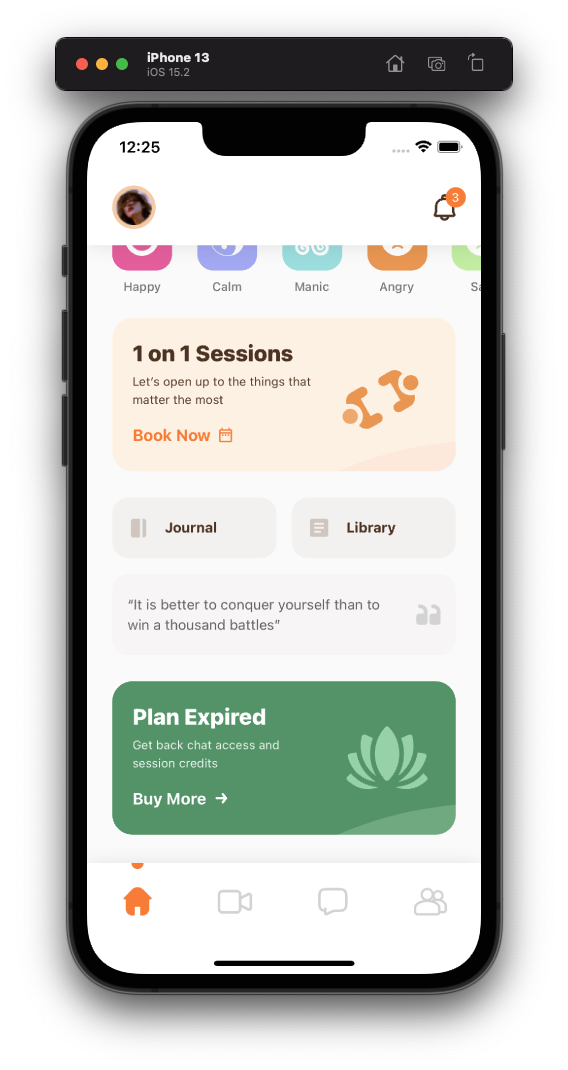 iPhone 13
iOS 15.2
12:25
3
Happy Calm Manic Angry
1 on 1 Sessions
Let's open up to the things that
matter the most
Book Now
Journal Library
“It is better to conquer yourself than to
win a thousand battles”
Plan Expired
Get back chat access and
session credits
Buy More